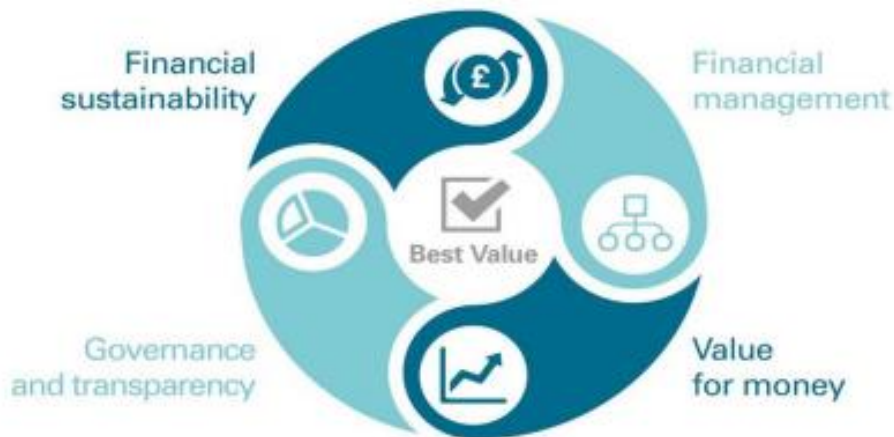 Financial
sustainability
Financial
management
£
Best Value
Governance
and transparency
Value
for money